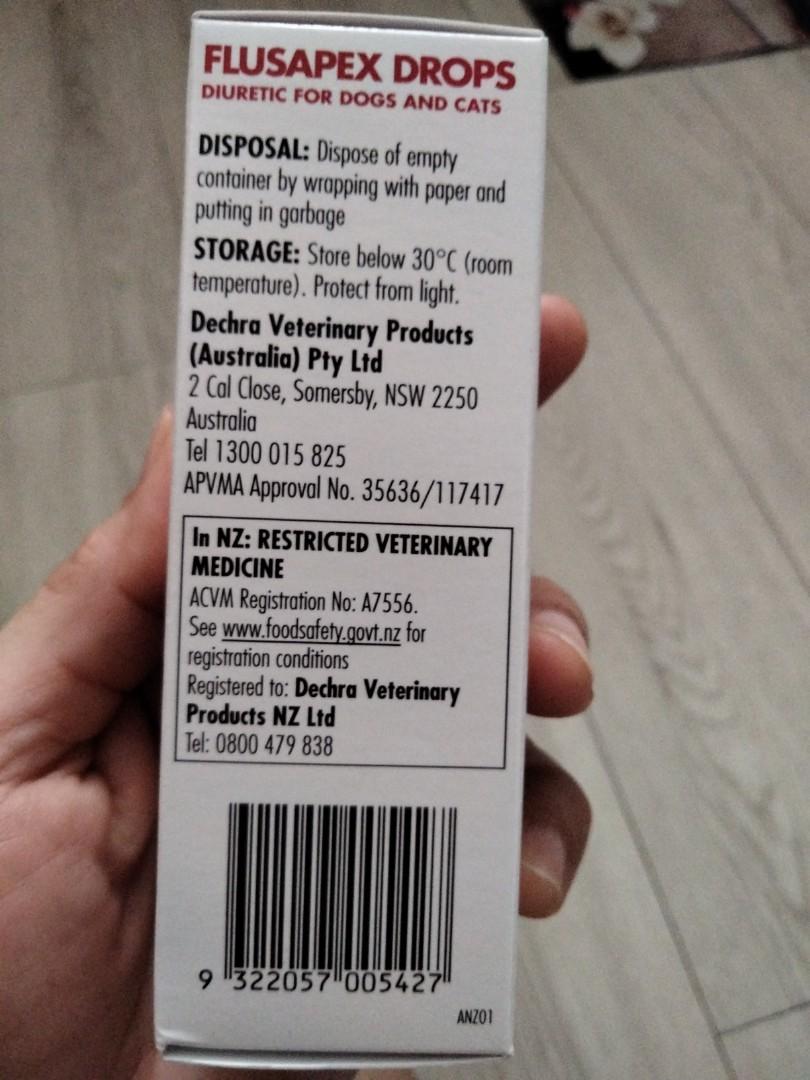 FLUSAPEX DROPS
DIURETIC FOR DOGS AND CATS
DISPOSAL: Dispose of empty
container by wrapping with paper and
putting in garbage
STORAGE: Store below 30°C (room
temperature). Protect from light.
Dechra Veterinary Products
(Australia) Pty Ltd
2 Cal Close, Somersby, NSW 2250
Australia
Tel 1300 015 825
APVMA Approval No. 35636/117417
In NZ: RESTRICTED VETERINARY
MEDICINE
ACVM Registration No: A7556.
See www.foodsafety.govt.nz for
registration conditions
Registered to: Dechra Veterinary
Products NZ Ltd
Tel: 0800 479 838
9 322057 005427
ANZ01